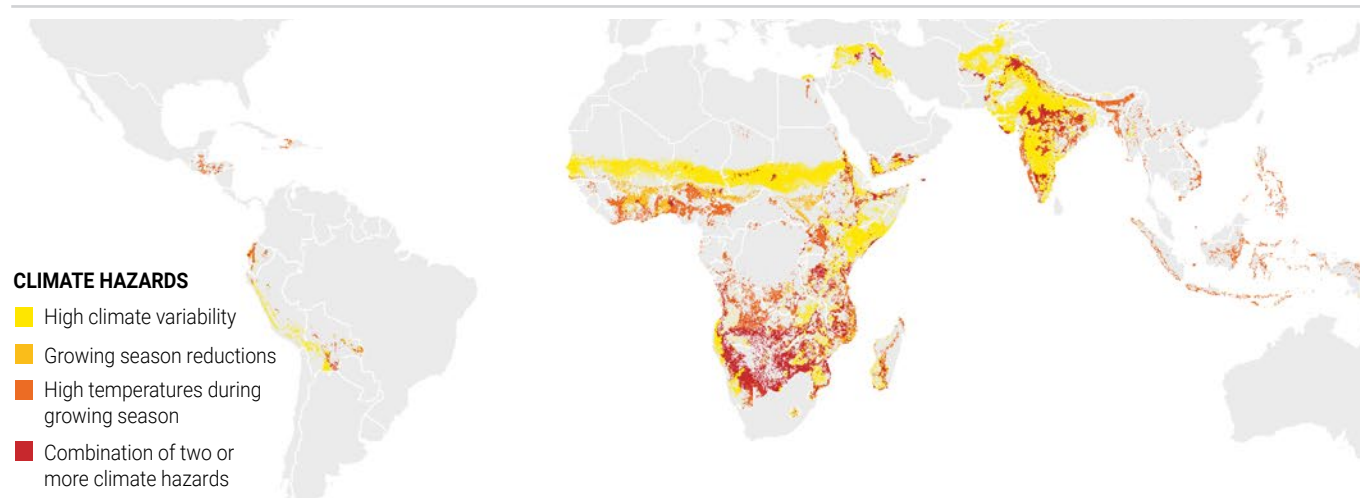 CLIMATE HAZARDS
High climate variability
Growing season reductions
High temperatures during
growing season
Combination of two or
more climate hazards